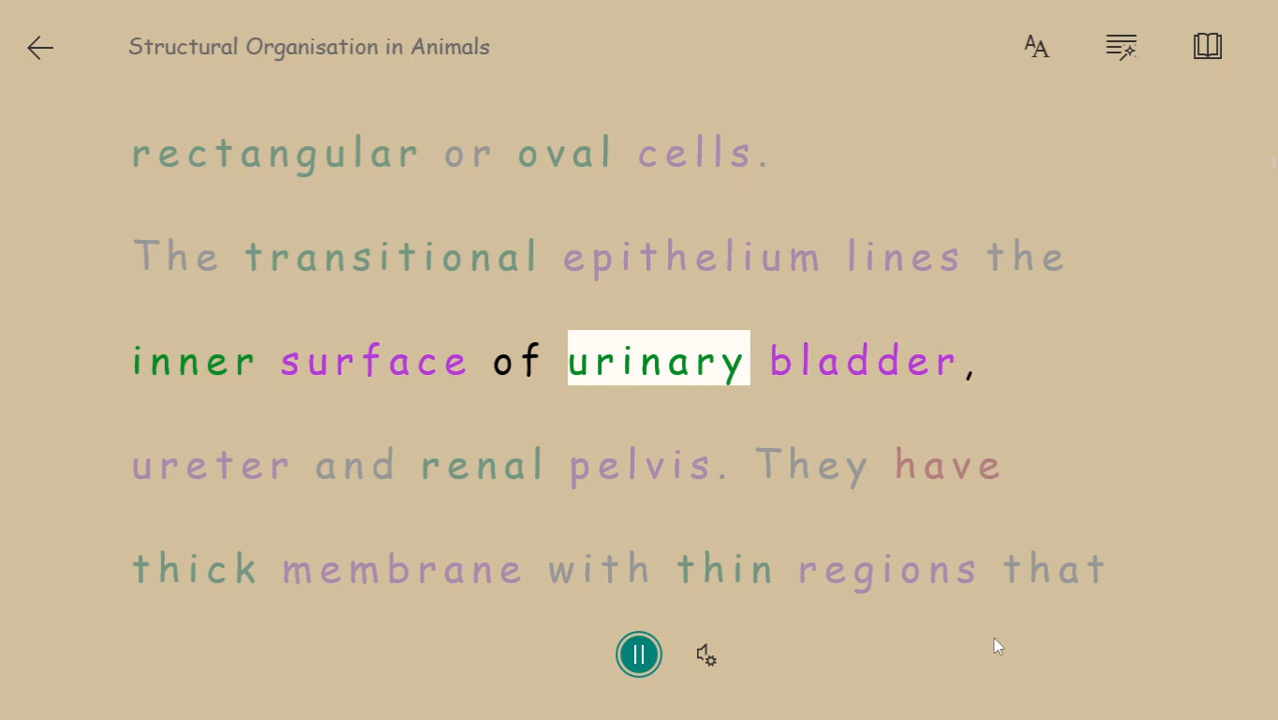 Structural Organisation in Animals
rectangular or oval cells.
The transitional epithelium lines the
inner surface of urinary bladder,
ureter and renal pelvis. They have
thick membrane with thin regions that